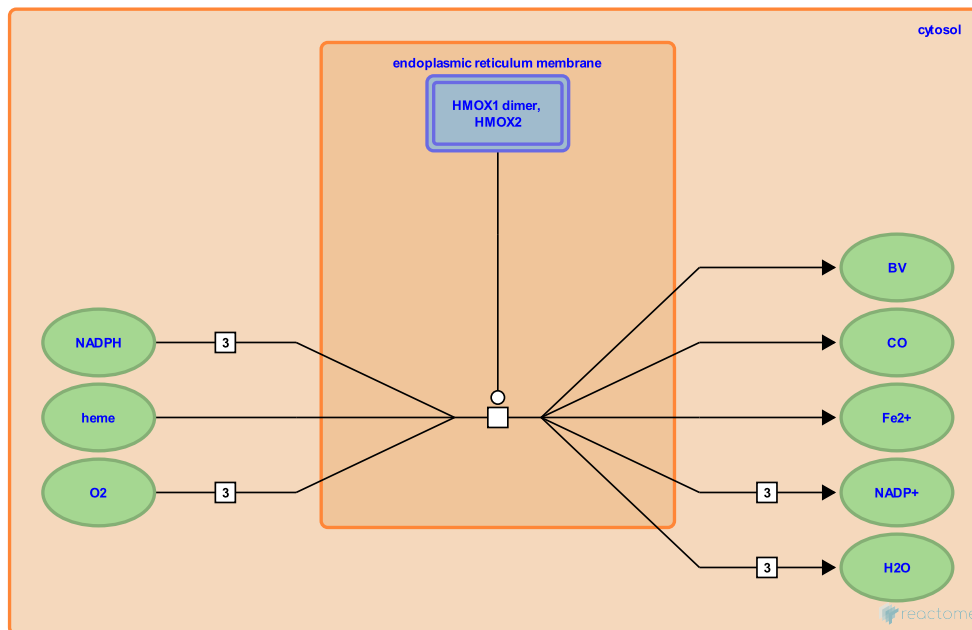 cytosol
endoplasmic reticulum membrane
HMOX1 dimer,
HMOX2
BV
NADPH
3
CO
heme
Fe2+
O2
3
3
NADP+
3
H2O
reactome